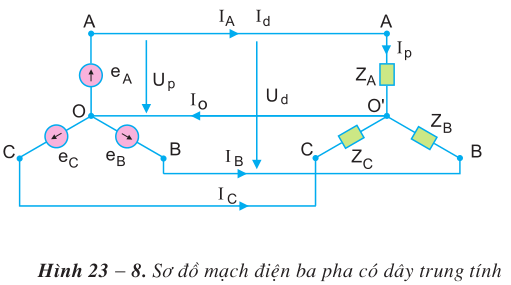 A I_A I_d A
e_A U_p I_p
Z_A
O I_o U_d O'
Z_B
C e_C e_B B I_B C Z_C B
I_C
Hình 23 – 8. Sơ đồ mạch điện ba pha có dây trung tính